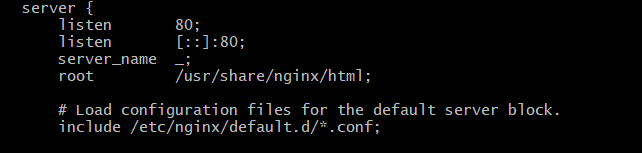 server {
listen       80;
listen       [::]:80;
server_name  _;
root         /usr/share/nginx/html;
# Load configuration files for the default server block.
include /etc/nginx/default.d/*.conf;